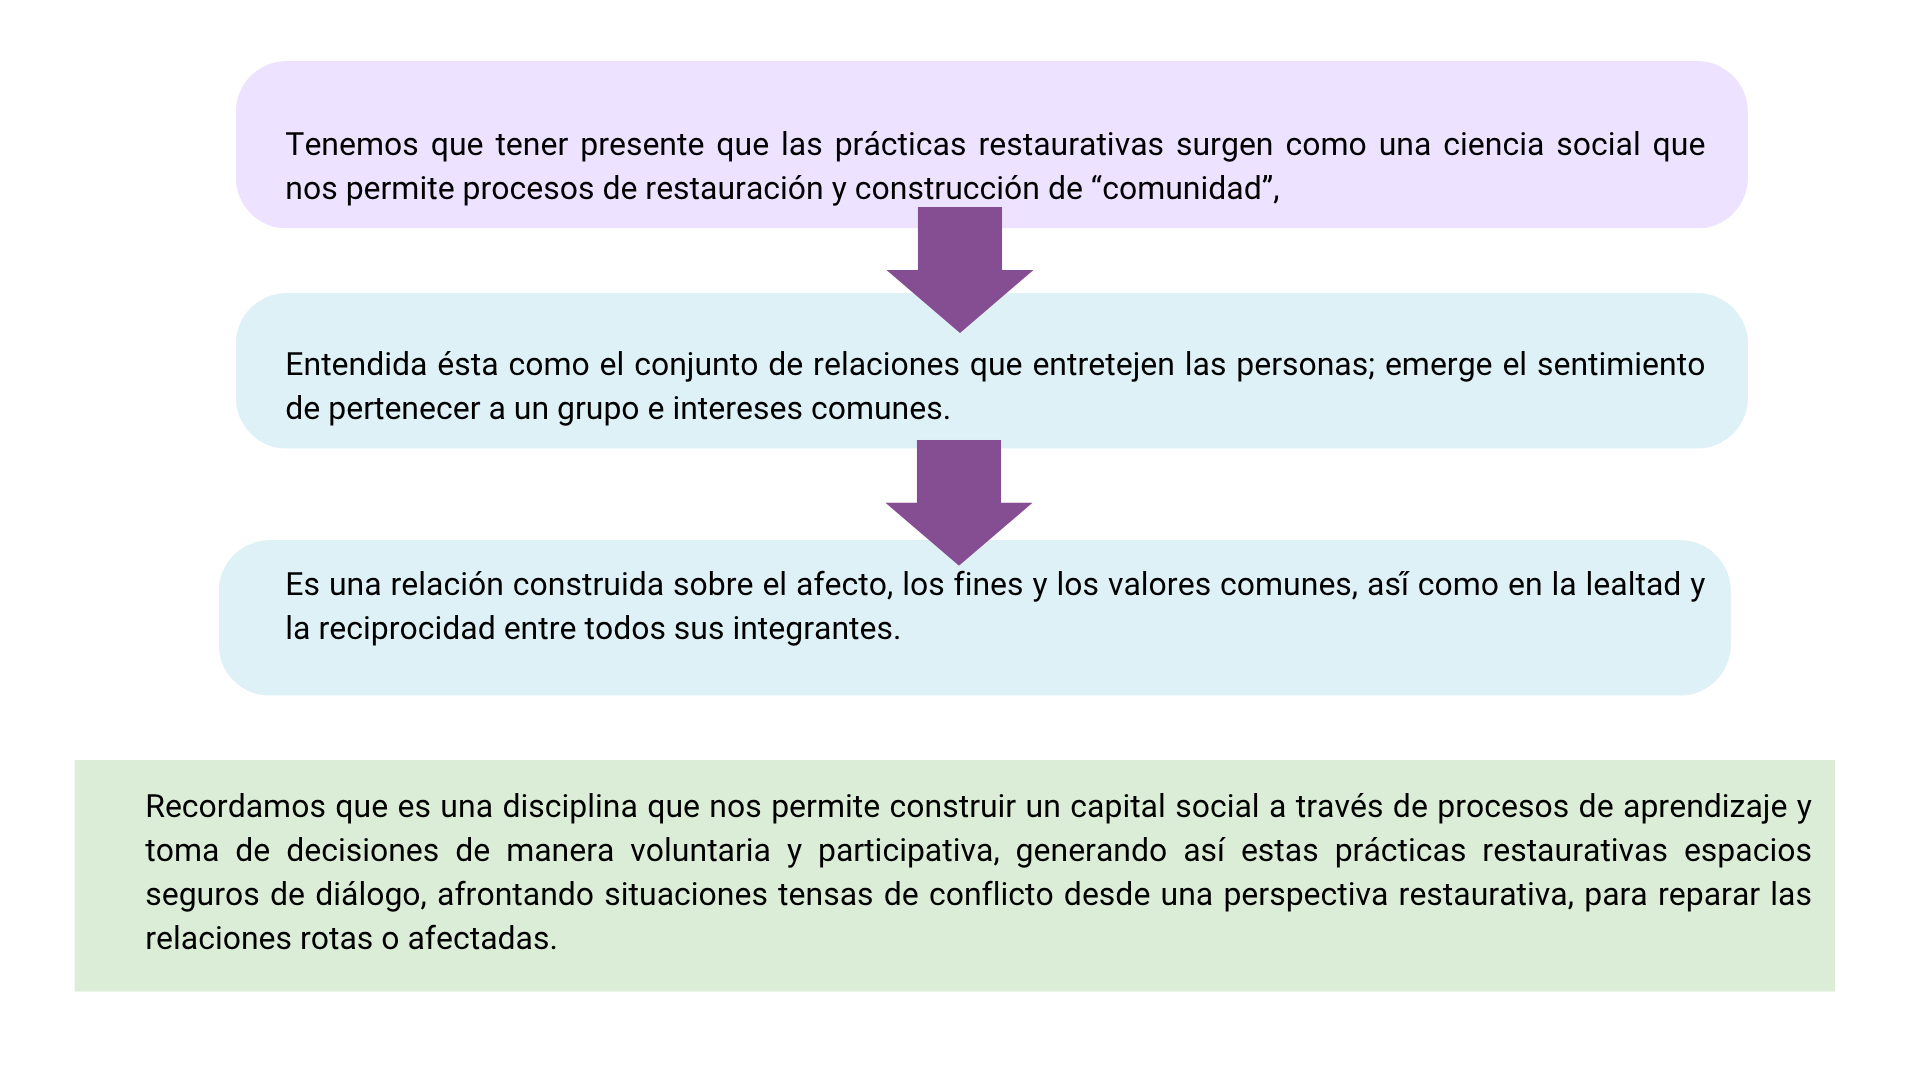 Tenemos que tener presente que las prácticas restaurativas surgen como una ciencia social que
nos permite procesos de restauración y construcción de “comunidad”,
Entendida ésta como el conjunto de relaciones que entretejen las personas; emerge el sentimiento
de pertenecer a un grupo e intereses comunes.
Es una relación construida sobre el afecto, los fines y los valores comunes, así́ como en la lealtad y
la reciprocidad entre todos sus integrantes.
Recordamos que es una disciplina que nos permite construir un capital social a través de procesos de aprendizaje y
toma de decisiones de manera voluntaria y participativa, generando así estas prácticas restaurativas espacios
seguros de diálogo, afrontando situaciones tensas de conflicto desde una perspectiva restaurativa, para reparar las
relaciones rotas o afectadas.